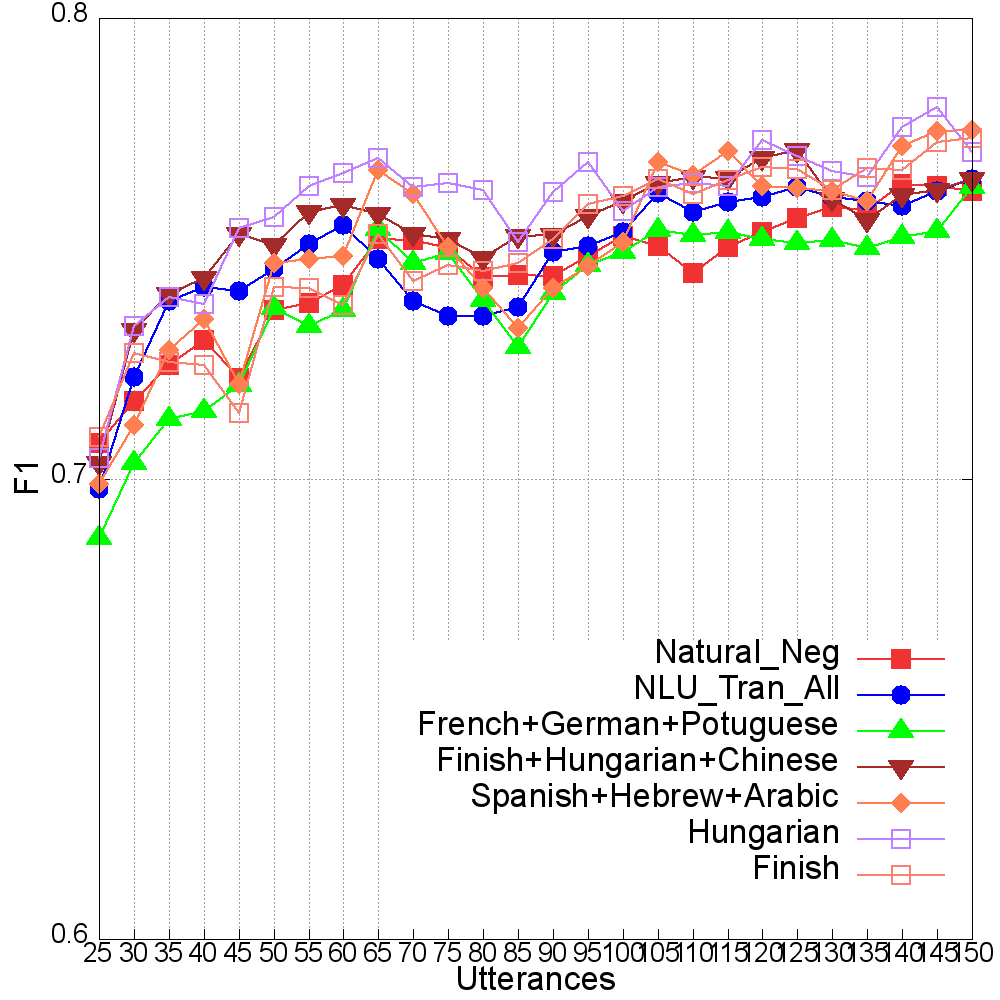 0.8
0.7
0.6
F1
Natural_Neg
NLU_Tran_All
French+German+Potuguese
Finish+Hungarian+Chinese
Spanish+Hebrew+Arabic
Hungarian
Finish
25 30 35 40 45 50 55 60 65 70 75 80 85 90 95 100 105 110 115 120 125 130 135 140 145 150
Utterances